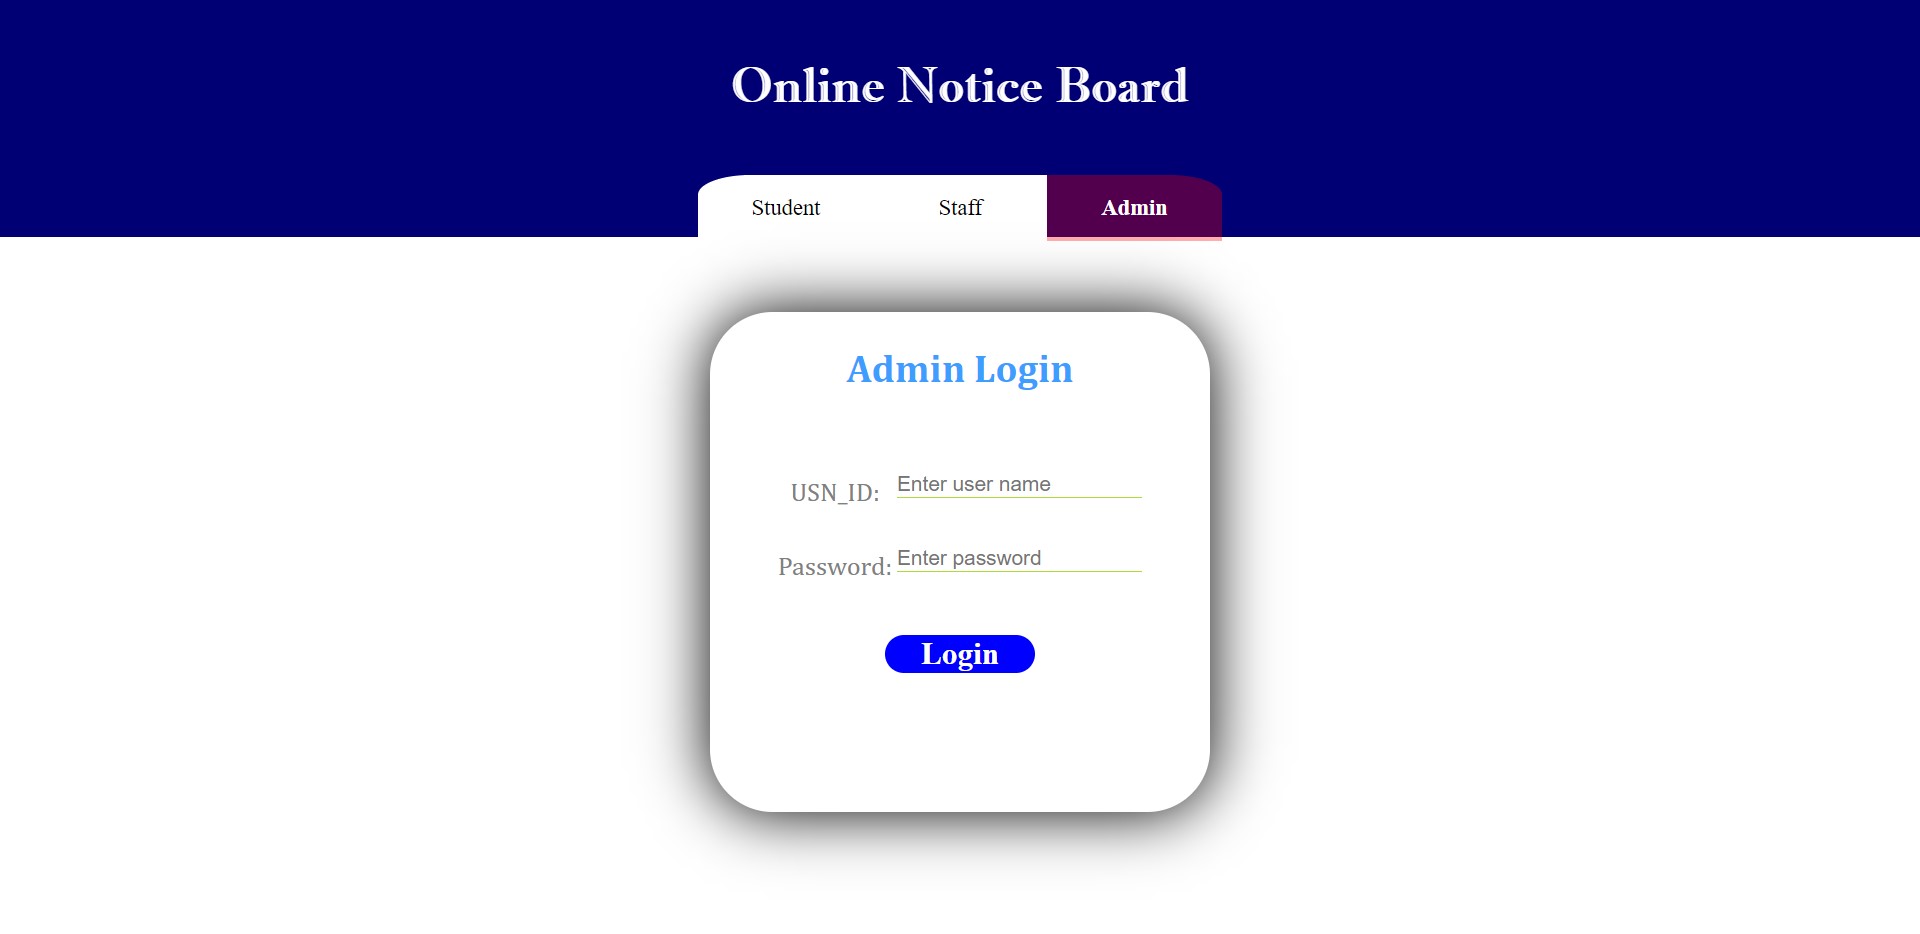 Online Notice Board
Student Staff Admin
Admin Login
USN_ID: Enter user name
Password: Enter password
Login